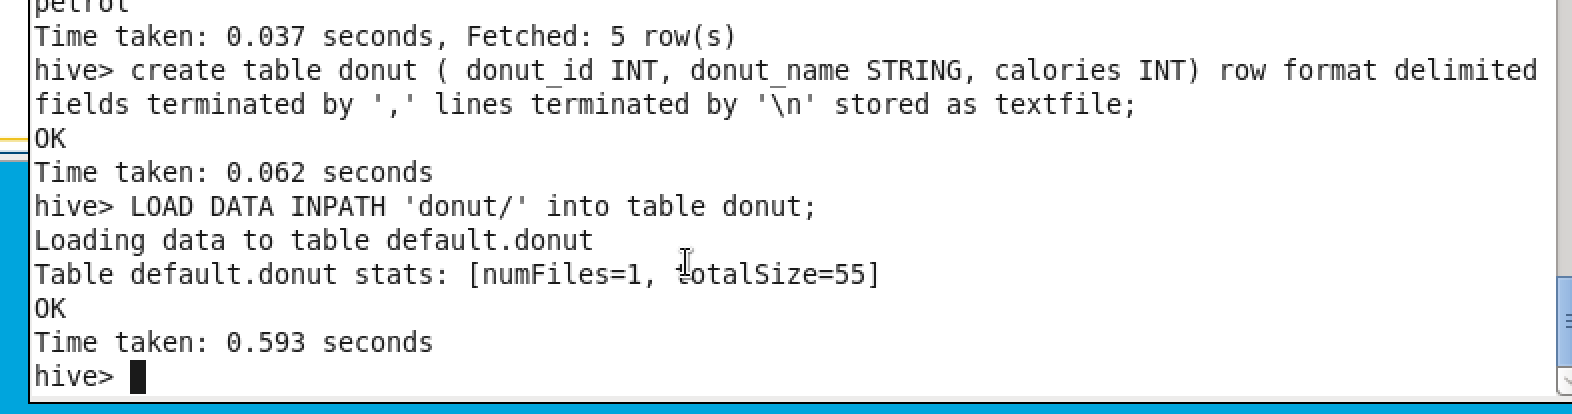 petrol
Time taken: 0.037 seconds, Fetched: 5 row(s)
hive> create table donut ( donut_id INT, donut_name STRING, calories INT) row format delimited
fields terminated by ',' lines terminated by '\n' stored as textfile;
OK
Time taken: 0.062 seconds
hive> LOAD DATA INPATH 'donut/' into table donut;
Loading data to table default.donut
Table default.donut stats: [numFiles=1, totalSize=55]
OK
Time taken: 0.593 seconds
hive>